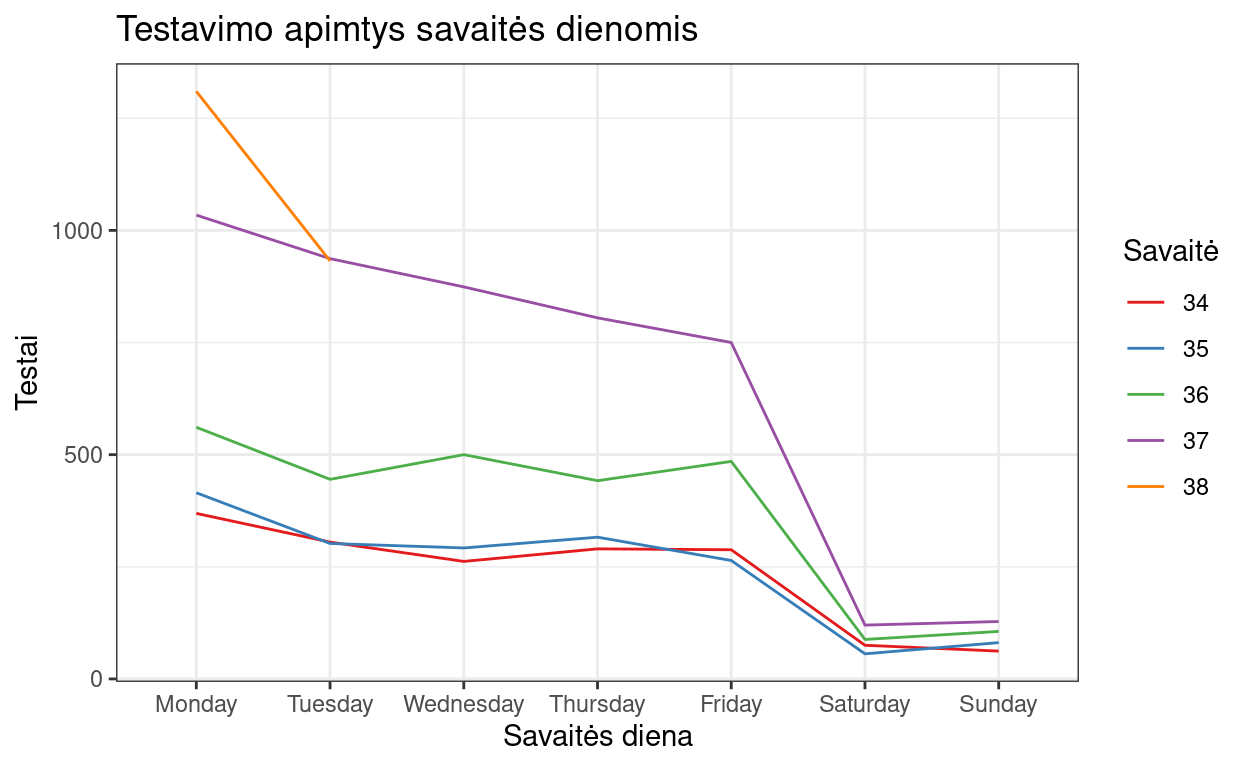 Testavimo apimtys savaitės dienomis
Testai
1000
500
0
Monday Tuesday Wednesday Thursday Friday Saturday Sunday
Savaitės diena
Savaitė
34
35
36
37
38